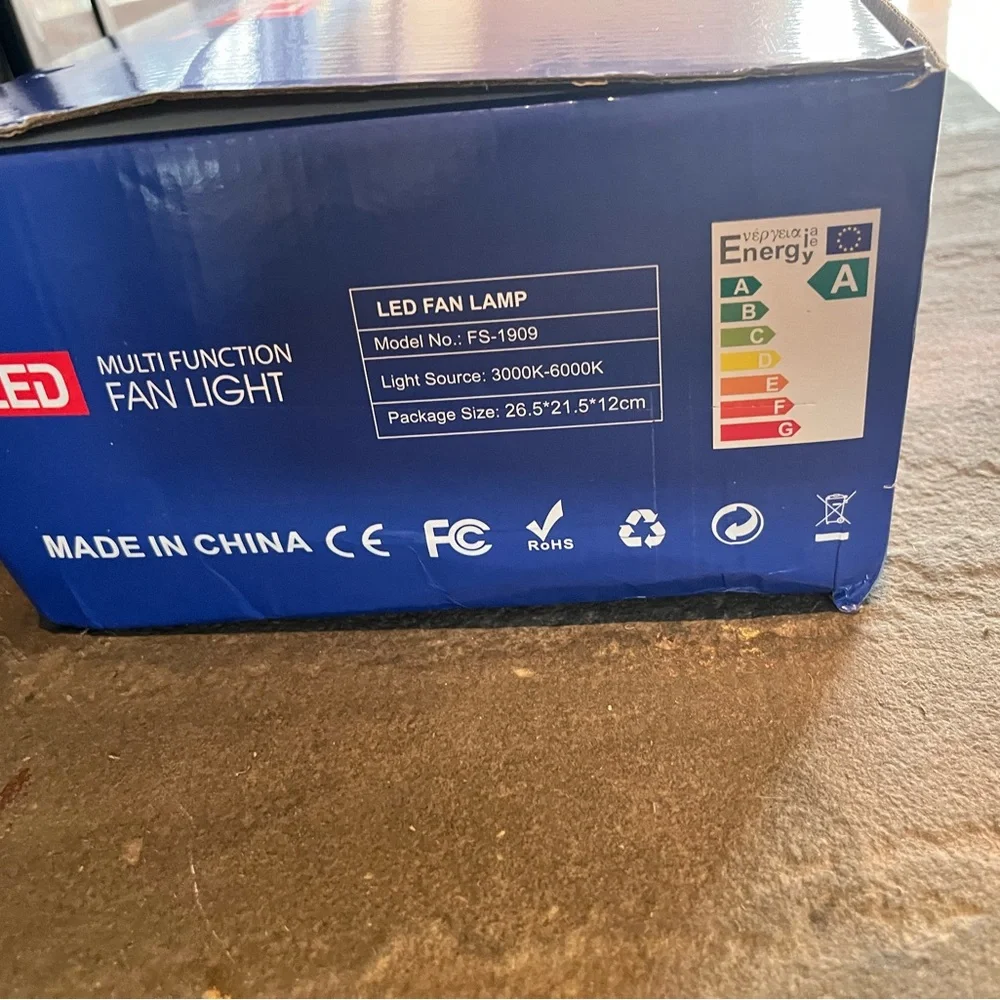 LED
MULTI FUNCTION
FAN LIGHT
LED FAN LAMP
Model No.: FS-1909
Light Source: 3000K-6000K
Package Size: 26.5*21.5*12cm
Energy
ενέργεια
ia
ie
A
A
B
C
D
E
F
G
MADE IN CHINA CE FC RoHS